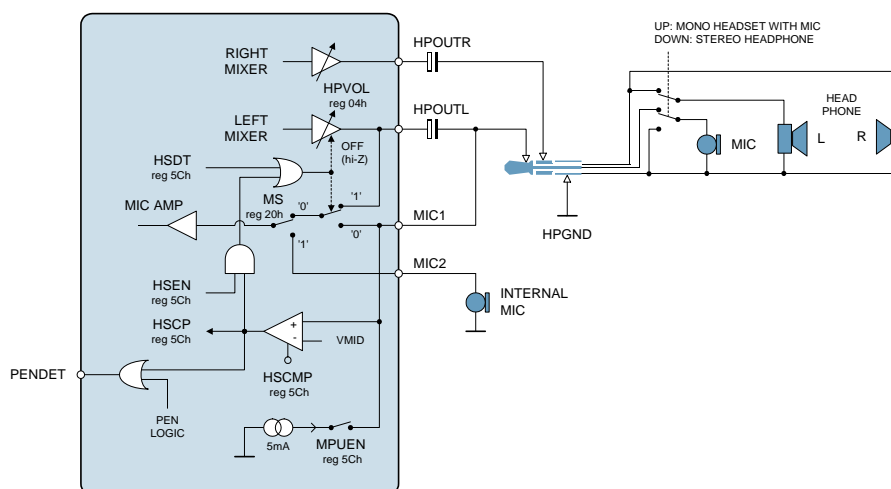 UP: MONO HEADSET WITH MIC
DOWN: STEREO HEADPHONE
HPOUTR
RIGHT
MIXER
HPVOL
reg 04h
HPOUTL
HEAD
PHONE
LEFT
MIXER
OFF
(hi-Z)
L
R
MIC
HSDT
reg 5Ch
MS
reg 20h
'0'
'1'
MIC AMP
MIC1
'0'
'1'
HPGND
MIC2
HSEN
reg 5Ch
INTERNAL
MIC
HSCP
reg 5Ch
+
-
VMID
PENDET
HSCMP
reg 5Ch
PEN
LOGIC
5mA
MPUEN
reg 5Ch